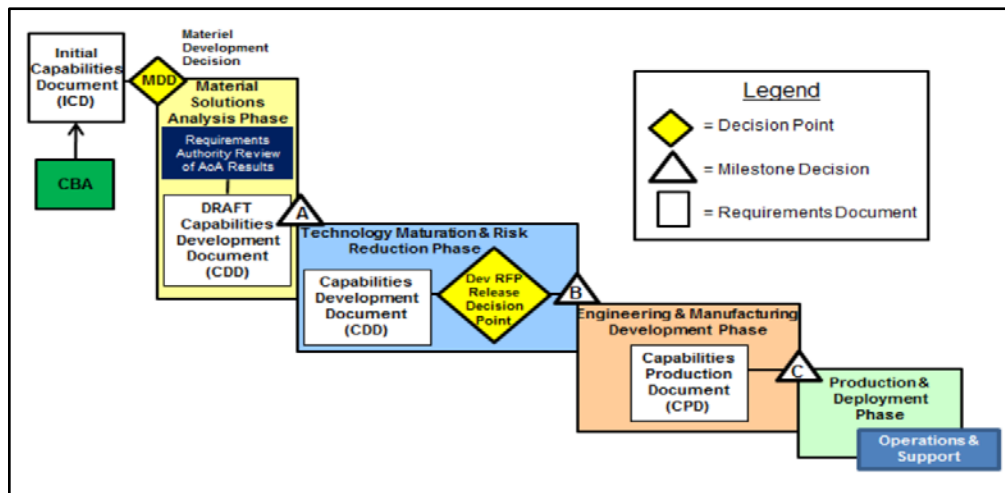 Initial
Capabilities
Document
(ICD)
Materiel
Development
Decision
MDD
CBA
Material
Solutions
Analysis Phase
Requirements
Authority Review
of AoA Results
DRAFT
Capabilities
Development
Document
(CDD)
A
Technology Maturation & Risk
Reduction Phase
Capabilities
Development
Document
(CDD)
Dev RFP
Release
Decision
Point
B
Engineering & Manufacturing
Development Phase
Capabilities
Production
Document
(CPD)
C
Production &
Deployment
Phase
Operations &
Support
Legend
= Decision Point
= Milestone Decision
= Requirements Document